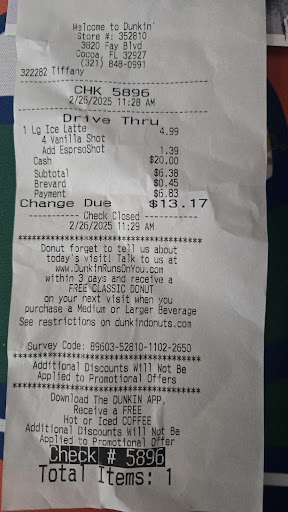 Welcome to Dunkin'
Store #: 352810
3820 Fay Blvd
Cocoa, FL 32927
(321) 848-0991
322282 Tiffany
CHK 5896
2/26/2025 11:28 AM
Drive Thru
1 Lg Ice Latte 4.99
4 Vanilla Shot
Add EsprsoShot 1.39
Cash $20.00
Subtotal $6.38
Brevard $0.45
Payment $6.83
Change Due $13.17
---------- Check Closed ----------
2/26/2025 11:29 AM
***********************************
Donut forget to tell us about
today's visit! Talk to us at
www.DunkinRunsOnYou.com
within 3 days and receive a
FREE CLASSIC DONUT
on your next visit when you
purchase a Medium or Larger Beverage
See restrictions on dunkindonuts.com
Survey Code: 89603-52810-1102-2650
***********************************
Additional Discounts Will Not Be
Applied to Promotional Offers
***********************************
Download The DUNKIN APP,
Receive a FREE
Hot or Iced COFFEE
Additional Discounts Will Not Be
Applied to Promotional Offer
Check # 5896
Total Items: 1